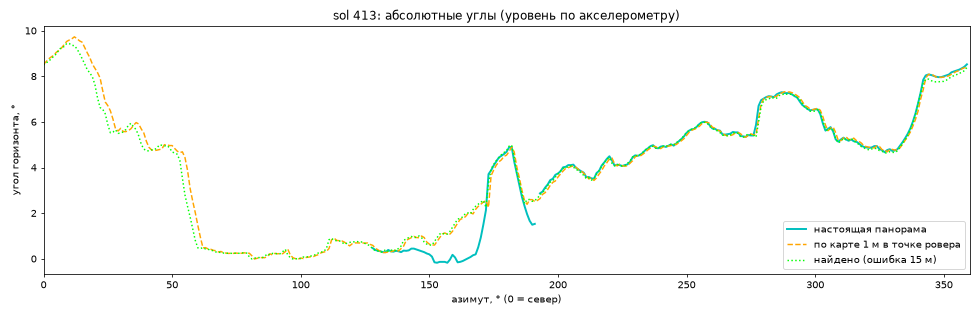 sol 413: абсолютные углы (уровень по акселерометру)
угол горизонта, °
10
8
6
4
2
0
0 50 100 150 200 250 300 350
азимут, ° (0 = север)
настоящая панорама
по карте 1 м в точке ровера
найдено (ошибка 15 м)